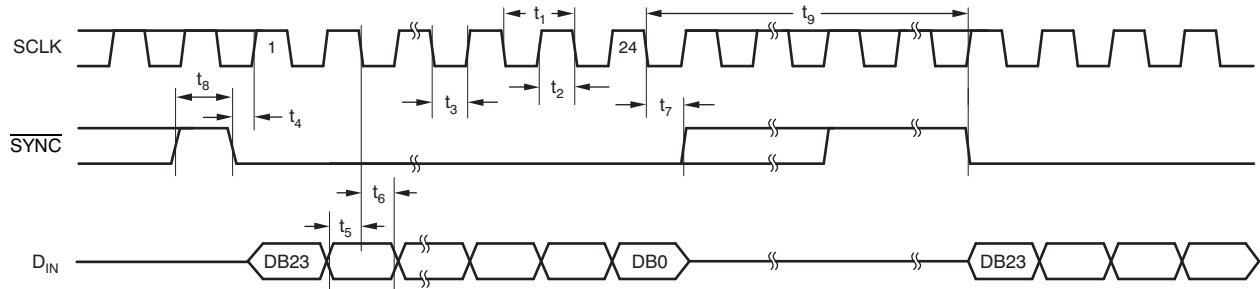 t1 t9
SCLK 1 24
t8 t4 t3 t2 t7
SYNC
t6
t5
DIN DB23 DB0 DB23